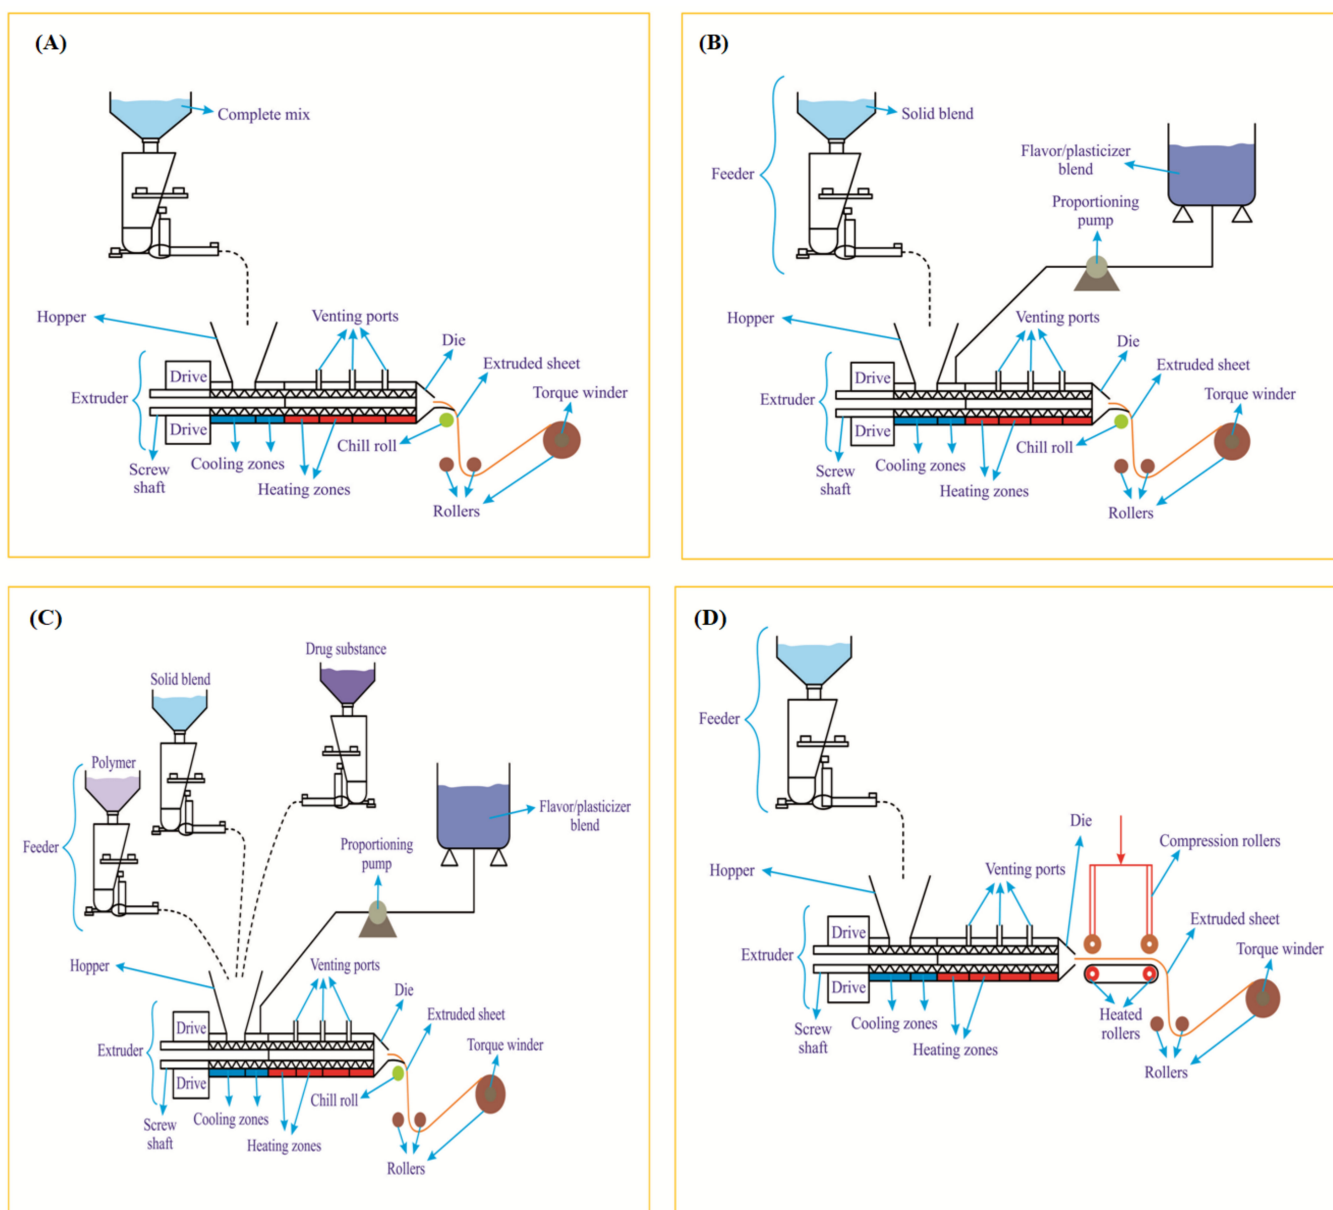 (A)
Complete mix
Hopper
Venting ports
Die
Extruded sheet
Drive
Torque winder
Extruder
Drive
Chill roll
Screw
shaft
Cooling zones
Heating zones
Rollers
(B)
Solid blend
Flavor/plasticizer
blend
Feeder
Proportioning
pump
Hopper
Venting ports
Die
Extruded sheet
Drive
Torque winder
Extruder
Drive
Chill roll
Screw
shaft
Cooling zones
Heating zones
Rollers
(C)
Drug substance
Solid blend
Polymer
Flavor/plasticizer
blend
Feeder
Proportioning
pump
Hopper
Venting ports
Die
Extruded sheet
Drive
Torque winder
Extruder
Drive
Chill roll
Screw
shaft
Cooling zones
Heating zones
Rollers
(D)
Feeder
Die
Compression rollers
Hopper
Venting ports
Extruded sheet
Drive
Torque winder
Extruder
Drive
Heated
rollers
Screw
shaft
Cooling zones
Heating zones
Rollers